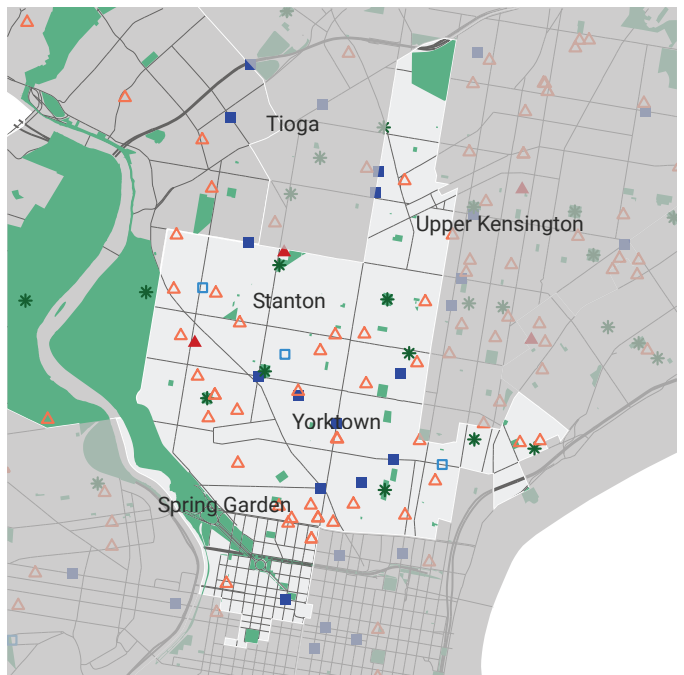 Tioga
Upper Kensington
Stanton
Yorktown
Spring Garden